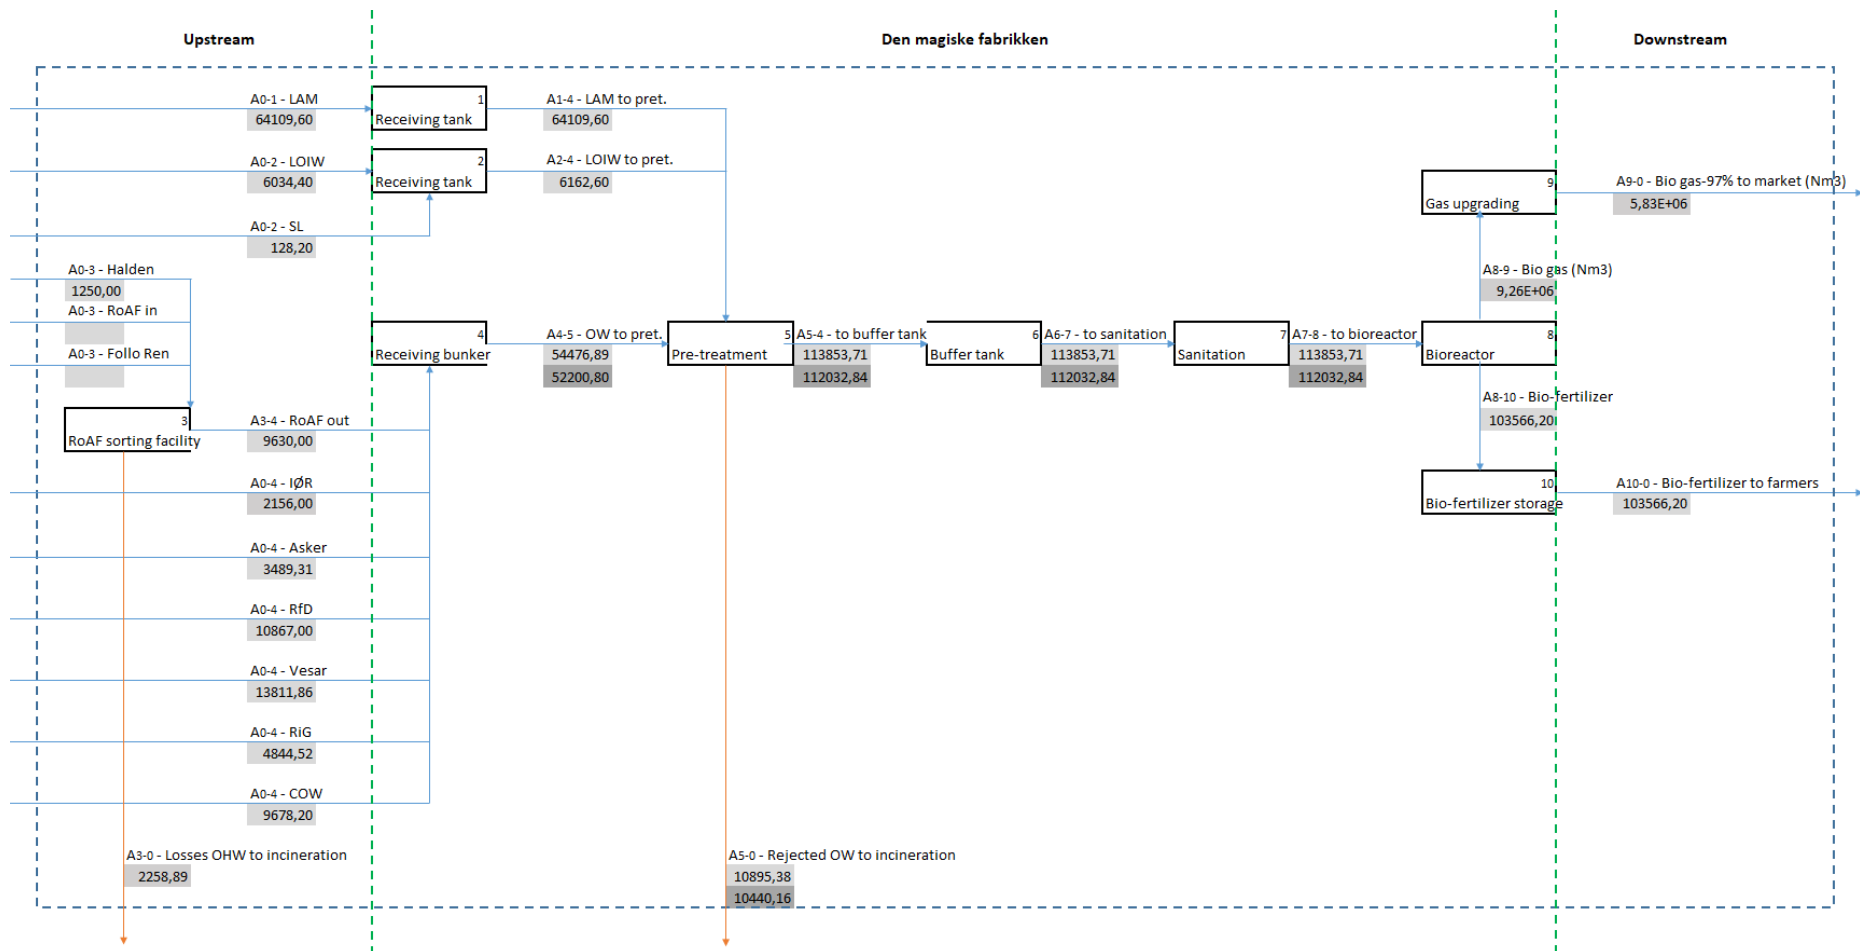 Upstream
Den magiske fabrikken
Downstream
A0-1 - LAM
64109,60
1
Receiving tank
A1-4 - LAM to pret.
64109,60
A0-2 - LOIW
6034,40
2
Receiving tank
A2-4 - LOIW to pret.
6162,60
A0-2 - SL
128,20
9
Gas upgrading
A9-0 - Bio gas-97% to market (Nm3)
5,83E+06
A0-3 - Halden
1250,00
A0-3 - RoAF in
A0-3 - Follo Ren
A8-9 - Bio gas (Nm3)
9,26E+06
4
Receiving bunker
A4-5 - OW to pret.
54476,89
52200,80
5
Pre-treatment
A5-4 - to buffer tank
113853,71
112032,84
6
Buffer tank
A6-7 - to sanitation
113853,71
112032,84
7
Sanitation
A7-8 - to bioreactor
113853,71
112032,84
8
Bioreactor
A8-10 - Bio-fertilizer
103566,20
3
RoAF sorting facility
A3-4 - RoAF out
9630,00
A0-4 - IØR
2156,00
10
Bio-fertilizer storage
A10-0 - Bio-fertilizer to farmers
103566,20
A0-4 - Asker
3489,31
A0-4 - RfD
10867,00
A0-4 - Vesar
13811,86
A0-4 - RiG
4844,52
A0-4 - COW
9678,20
A3-0 - Losses OHW to incineration
2258,89
A5-0 - Rejected OW to incineration
10895,38
10440,16